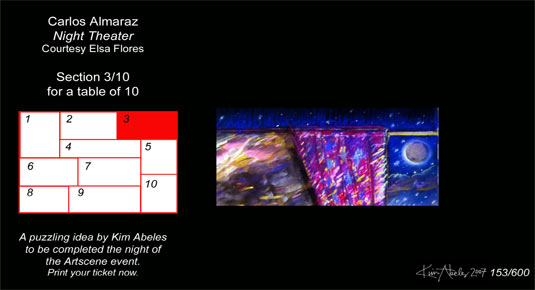 Carlos Almaraz
Night Theater
Courtesy Elsa Flores
Section 3/10
for a table of 10
1
2
3
4
5
6
7
8
9
10
A puzzling idea by Kim Abeles
to be completed the night of
the Artscene event.
Print your ticket now.
Kim Abeles 2007 153/600